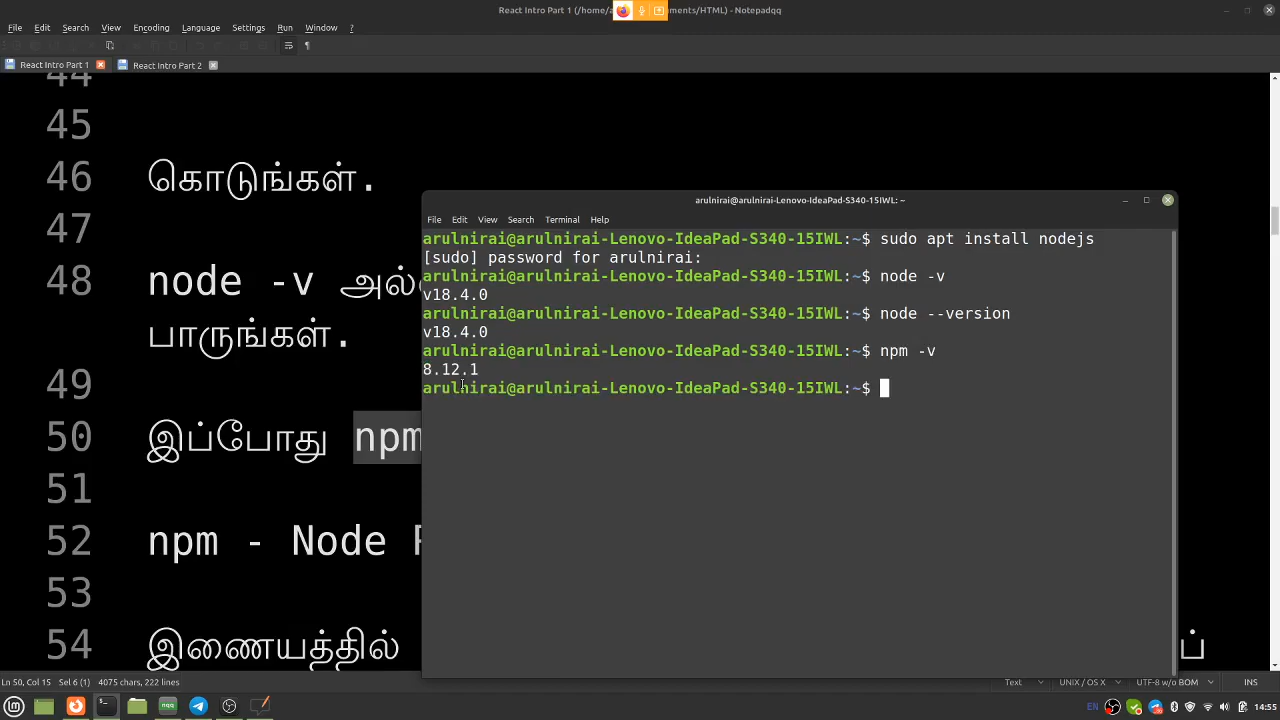 React Intro Part 1 (/home/a
ments/HTML) - Notepadqq
File Edit Search View Encoding Language Settings Run Window ?
React Intro Part 1 React Intro Part 2
44
45
46 கொடுங்கள்.
47
48 node -v
பாருங்கள்.
49
50 இப்போது npm
51
52 npm - Node
53
54 இணையத்தில்
arulnirai@arulnirai-Lenovo-IdeaPad-S340-15IWL: ~
File Edit View Search Terminal Help
arulnirai@arulnirai-Lenovo-IdeaPad-S340-15IWL:~$ sudo apt install nodejs
[sudo] password for arulnirai:
arulnirai@arulnirai-Lenovo-IdeaPad-S340-15IWL:~$ node -v
v18.4.0
arulnirai@arulnirai-Lenovo-IdeaPad-S340-15IWL:~$ node --version
v18.4.0
arulnirai@arulnirai-Lenovo-IdeaPad-S340-15IWL:~$ npm -v
8.12.1
arulnirai@arulnirai-Lenovo-IdeaPad-S340-15IWL:~$
Ln 50, Col 15 Sel 6 (1) 4075 chars, 222 lines Text UNIX / OS X UTF-8 w/o BOM INS
nqq EN 14:55